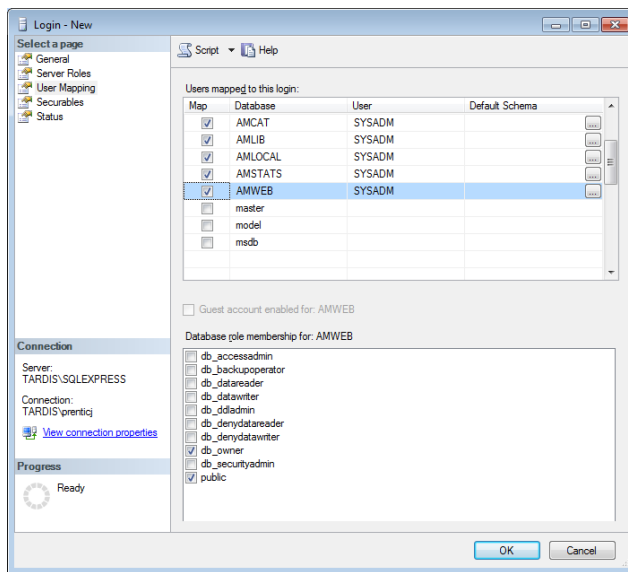 Login - New
Select a page
General
Server Roles
User Mapping
Securables
Status
Script
Help
Users mapped to this login:
Map Database User Default Schema
AMCAT SYSADM ...
AMLIB SYSADM ...
AMLOCAL SYSADM ...
AMSTATS SYSADM ...
AMWEB SYSADM ...
master
model
msdb
Guest account enabled for: AMWEB
Database role membership for: AMWEB
db_accessadmin
db_backupoperator
db_datareader
db_datawriter
db_ddladmin
db_denydatareader
db_denydatawriter
db_owner
db_securityadmin
public
Connection
Server:
TARDIS\SQLEXPRESS
Connection:
TARDIS\prenticj
View connection properties
Progress
Ready
OK
Cancel